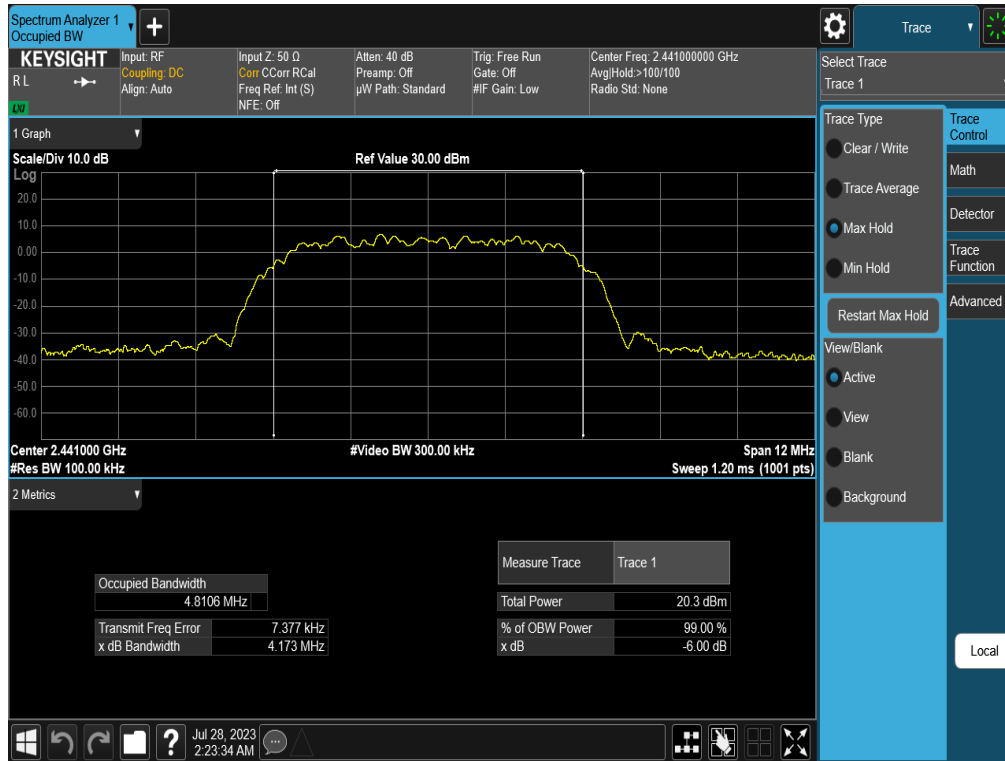 Spectrum Analyzer 1
Occupied BW
+
Trace
KEYSIGHT
R L
LXI
Input: RF
Coupling: DC
Align: Auto
Input Z: 50 Ω
Corr CCorr RCal
Freq Ref: Int (S)
NFE: Off
Atten: 40 dB
Preamp: Off
µW Path: Standard
Trig: Free Run
Gate: Off
#IF Gain: Low
Center Freq: 2.441000000 GHz
Avg|Hold:>100/100
Radio Std: None
Select Trace
Trace 1
1 Graph
Scale/Div 10.0 dB
Ref Value 30.00 dBm
Log
20.0
10.0
0.00
-10.0
-20.0
-30.0
-40.0
-50.0
-60.0
Center 2.441000 GHz
#Video BW 300.00 kHz
Span 12 MHz
#Res BW 100.00 kHz
Sweep 1.20 ms (1001 pts)
Trace Type
Clear / Write
Trace Average
Max Hold
Min Hold
Restart Max Hold
View/Blank
Active
View
Blank
Background
Trace
Control
Math
Detector
Trace
Function
Advanced
Local
2 Metrics
Measure Trace Trace 1
Occupied Bandwidth
4.8106 MHz
Total Power 20.3 dBm
Transmit Freq Error 7.377 kHz
% of OBW Power 99.00 %
x dB Bandwidth 4.173 MHz
x dB -6.00 dB
?
Jul 28, 2023
2:23:34 AM